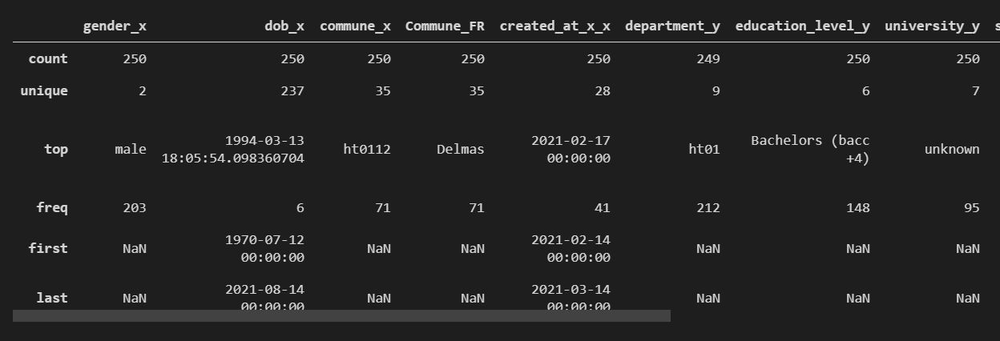 gender_x dob_x commune_x Commune_FR created_at_x_x department_y education_level_y university_y s
count 250 250 250 250 250 249 250 250
unique 2 237 35 35 28 9 6 7
top male 1994-03-13 18:05:54.098360704 ht0112 Delmas 2021-02-17 00:00:00 ht01 Bachelors (bacc +4) unknown
freq 203 6 71 71 41 212 148 95
first NaN 1970-07-12 00:00:00 NaN NaN 2021-02-14 00:00:00 NaN NaN NaN
last NaN 2021-08-14 00:00:00 NaN NaN 2021-03-14 00:00:00 NaN NaN NaN